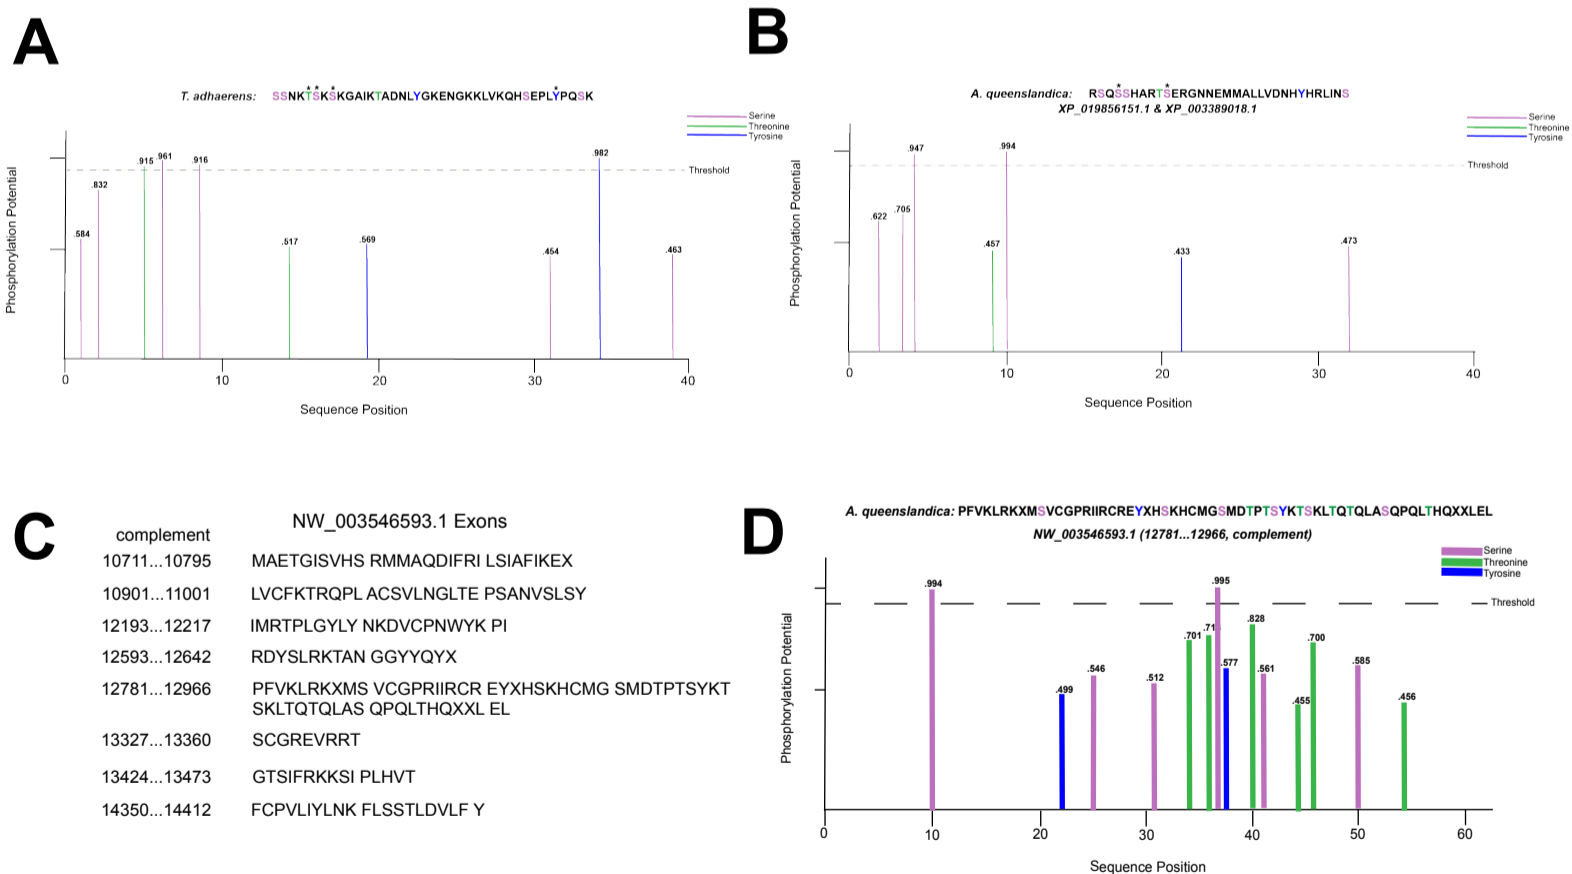 A
T. adhaerens: SSNKTSKSKGAIKTADNLYGKENGKKLVKQHSEPLYPQSK
* * * *
Serine
Threonine
Tyrosine
Threshold
Phosphorylation Potential
.584
.832
.915
.961
.916
.517
.569
.454
.982
.463
0 10 20 30 40
Sequence Position
B
A. queenslandica: RSQSSHARTSERGNNEMMALLVDNHYHRLINS
* *
XP_019856151.1 & XP_003389018.1
Serine
Threonine
Tyrosine
Threshold
Phosphorylation Potential
.622
.705
.947
.457
.994
.433
.473
0 10 20 30 40
Sequence Position
C
NW_003546593.1 Exons
complement
10711...10795 MAETGISVHS RMMAQDIFRI LSIAFIKEX
10901...11001 LVCFKTRQPL ACSVLNGLTE PSANVSLSY
12193...12217 IMRTPLGYLY NKDVCPNWYK PI
12593...12642 RDYSLRKTAN GGYYQYX
12781...12966 PFVKLRKXMS VCGPRIIRCR EYXHSKHCMG SMDTPTSYKT
SKLTQTQLAS QPQLTHQXXL EL
13327...13360 SCGREVRRT
13424...13473 GTSIFRKKSI PLHVT
14350...14412 FCPVLIYLNK FLSSTLDVLF Y
D
A. queenslandica: PFVKLRKXMSVCGPRIIRCREYXHSKHCMGSMDTPTSYKTSKLTQTQLASQPQLTHQXXLEL
NW_003546593.1 (12781...12966, complement)
Serine
Threonine
Tyrosine
Threshold
Phosphorylation Potential
.994
.499
.546
.512
.701
.71
.995
.577
.828
.561
.455
.700
.585
.456
0 10 20 30 40 50 60
Sequence Position